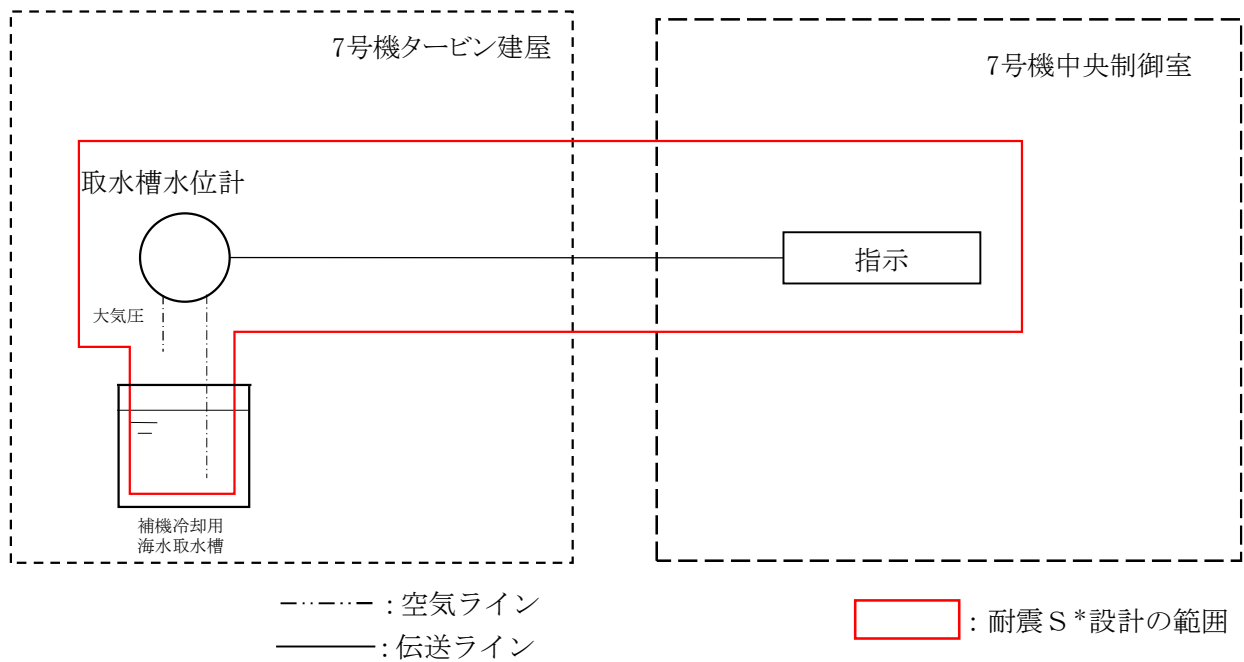 7号機タービン建屋
7号機中央制御室
取水槽水位計
指示
大気圧
補機冷却用
海水取水槽
: 空気ライン
: 伝送ライン
: 耐震S*設計の範囲